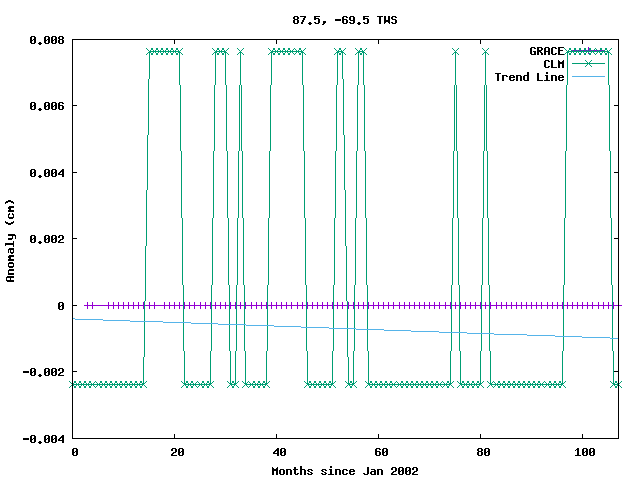 87.5, -69.5 TWS
0.008
0.006
0.004
0.002
0
-0.002
-0.004
Anomaly (cm)
GRACE
CLM
Trend Line
0 20 40 60 80 100
Months since Jan 2002